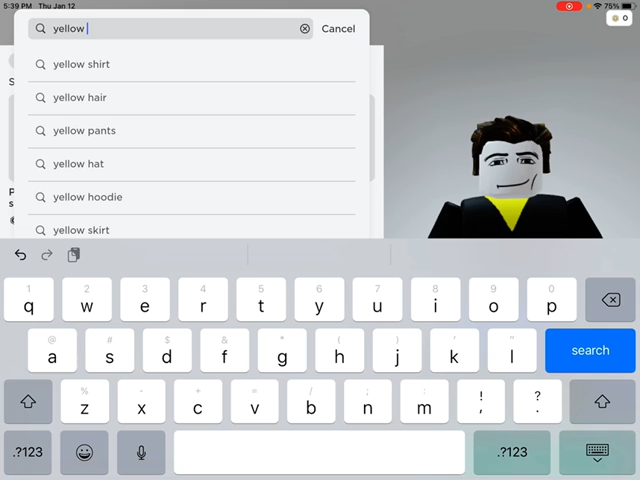 5:39 PM Thu Jan 12
75%
yellow
Cancel
0
yellow shirt
yellow hair
yellow pants
yellow hat
yellow hoodie
yellow skirt
1 2 3 4 5 6 7 8 9 0
q w e r t y u i o p
@ # $ & * ( ) ' "
a s d f g h j k l
search
% - + = / ; :
z x c v b n m ! , ? .
.?123
.?123